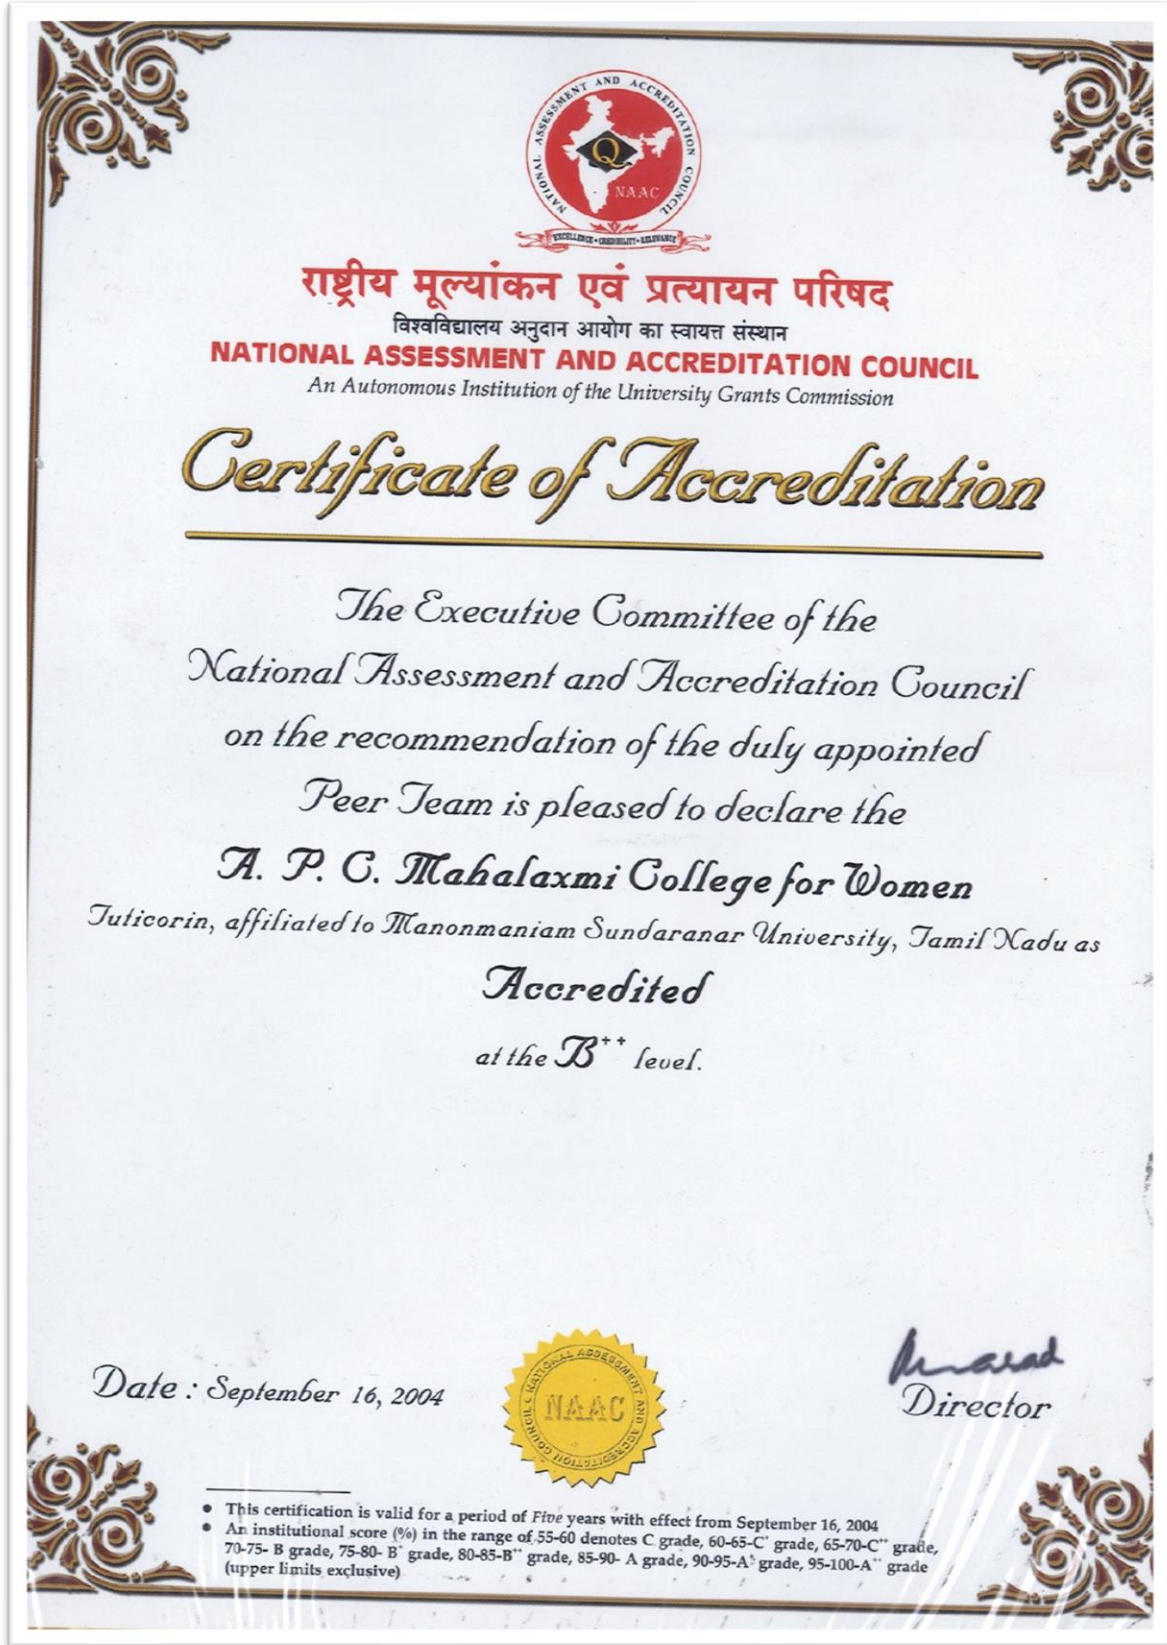 NATIONAL ASSESSMENT AND ACCREDITATION COUNCIL
Q
NAAC
EXCELLENCE • CREDIBILITY • RELEVANCE
राष्ट्रीय मूल्यांकन एवं प्रत्यायन परिषद
विश्वविद्यालय अनुदान आयोग का स्वायत्त संस्थान
NATIONAL ASSESSMENT AND ACCREDITATION COUNCIL
An Autonomous Institution of the University Grants Commission
Certificate of Accreditation
The Executive Committee of the
National Assessment and Accreditation Council
on the recommendation of the duly appointed
Peer Team is pleased to declare the
A. P. C. Mahalaxmi College for Women
Tuticorin, affiliated to Manonmaniam Sundaranar University, Tamil Nadu as
Accredited
at the B⁺⁺ level.
Date : September 16, 2004
NATIONAL ASSESSMENT AND ACCREDITATION COUNCIL
NAAC
Director
• This certification is valid for a period of Five years with effect from September 16, 2004
• An institutional score (%) in the range of 55-60 denotes C grade, 60-65-C⁺ grade, 65-70-C⁺⁺ grade,
70-75- B grade, 75-80- B⁺ grade, 80-85-B⁺⁺ grade, 85-90- A grade, 90-95-A⁺ grade, 95-100-A⁺⁺ grade
(upper limits exclusive)